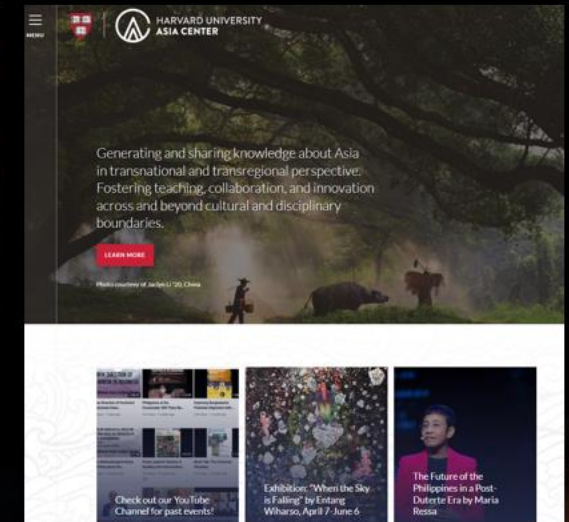 MENU
HARVARD UNIVERSITY
ASIA CENTER
Generating and sharing knowledge about Asia
in transnational and transregional perspective.
Fostering teaching, collaboration, and innovation
across and beyond cultural and disciplinary
boundaries.
LEARN MORE
Photo courtesy of Jaclyn Li '20, China
Check out our YouTube
Channel for past events!
Exhibition: "When the Sky
is Falling" by Entang
Wiharso, April 7-June 6
The Future of the
Philippines in a Post-
Duterte Era by Maria
Ressa